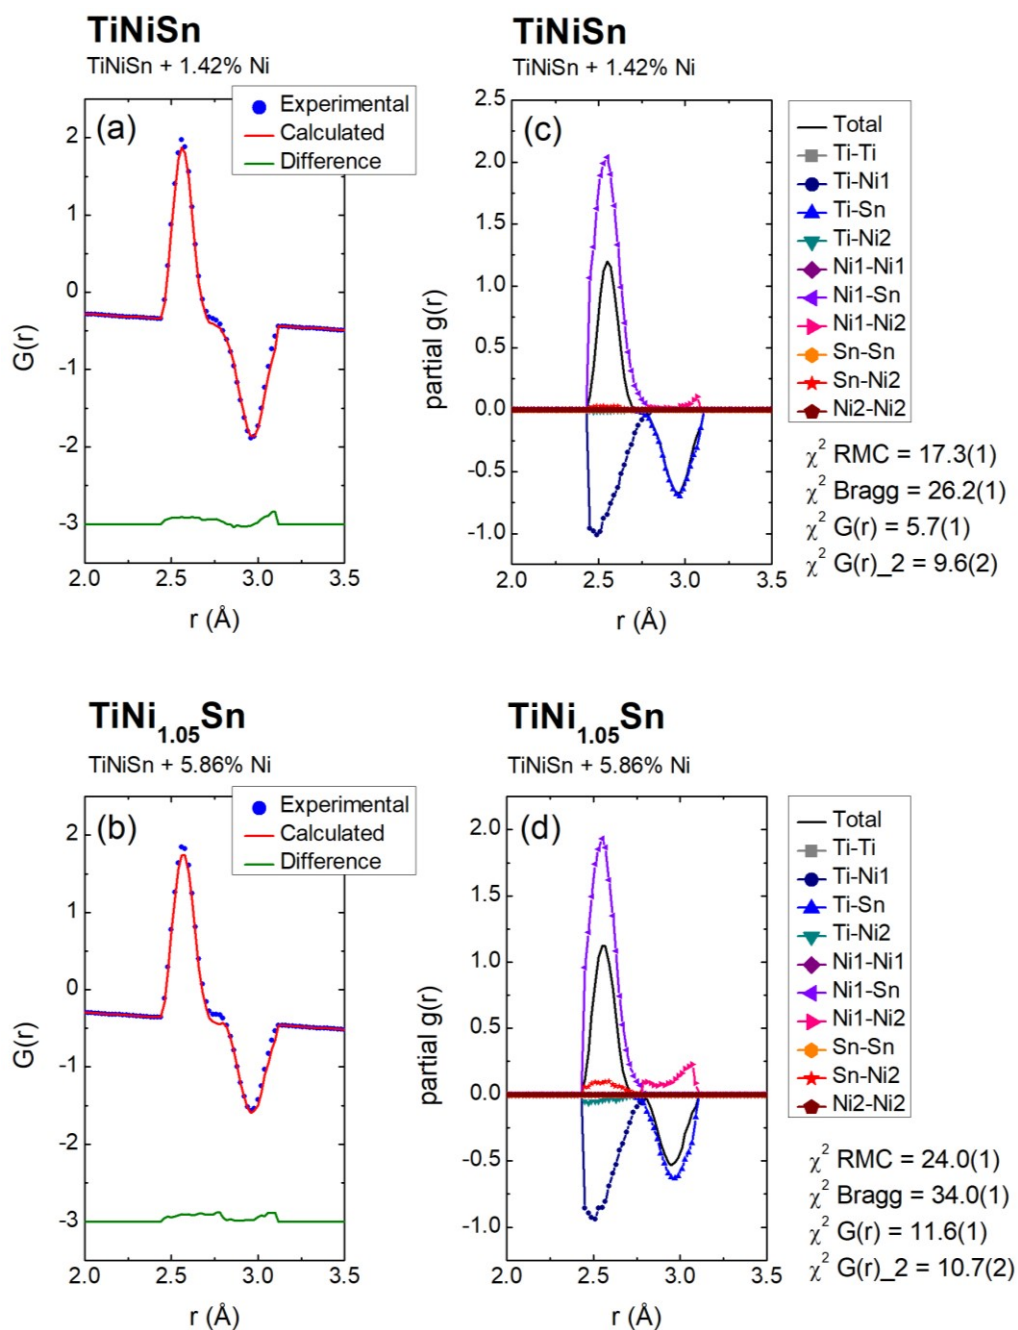 TiNiSn
TiNiSn + 1.42% Ni
(a)
Experimental
Calculated
Difference
2
1
0
-1
-2
-3
G(r)
2.0 2.5 3.0 3.5
r (Å)
TiNiSn
TiNiSn + 1.42% Ni
(c)
2.5
2.0
1.5
1.0
0.5
0.0
-0.5
-1.0
partial g(r)
2.0 2.5 3.0 3.5
r (Å)
Total
Ti-Ti
Ti-Ni1
Ti-Sn
Ti-Ni2
Ni1-Ni1
Ni1-Sn
Ni1-Ni2
Sn-Sn
Sn-Ni2
Ni2-Ni2
χ² RMC = 17.3(1)
χ² Bragg = 26.2(1)
χ² G(r) = 5.7(1)
χ² G(r)_2 = 9.6(2)
TiNi₁.₀₅Sn
TiNiSn + 5.86% Ni
(b)
Experimental
Calculated
Difference
2
1
0
-1
-2
-3
G(r)
2.0 2.5 3.0 3.5
r (Å)
TiNi₁.₀₅Sn
TiNiSn + 5.86% Ni
(d)
2.0
1.5
1.0
0.5
0.0
-0.5
-1.0
partial g(r)
2.0 2.5 3.0 3.5
r (Å)
Total
Ti-Ti
Ti-Ni1
Ti-Sn
Ti-Ni2
Ni1-Ni1
Ni1-Sn
Ni1-Ni2
Sn-Sn
Sn-Ni2
Ni2-Ni2
χ² RMC = 24.0(1)
χ² Bragg = 34.0(1)
χ² G(r) = 11.6(1)
χ² G(r)_2 = 10.7(2)